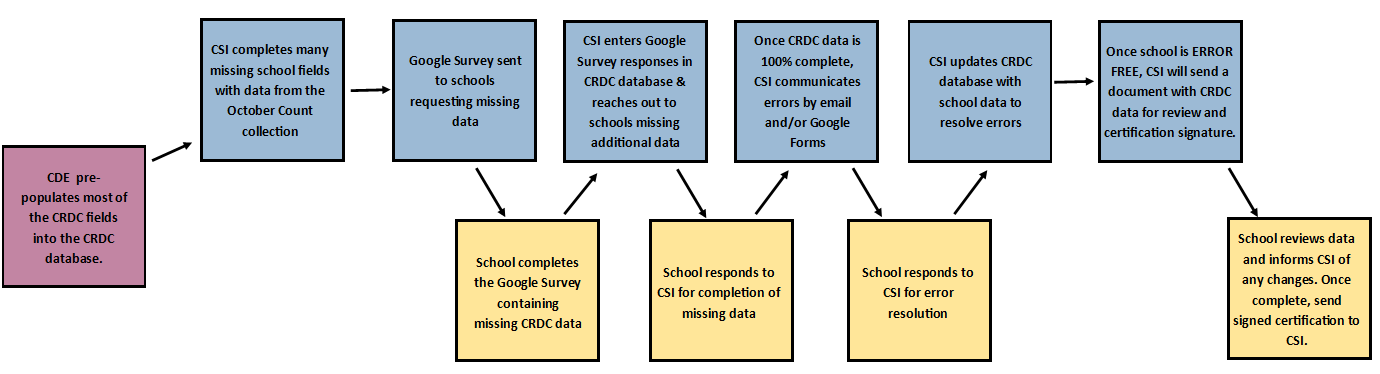 CDE pre-
populates most of
the CRDC fields
into the CRDC
database.
CSI completes many
missing school fields
with data from the
October Count
collection
Google Survey sent
to schools
requesting missing
data
School completes
the Google Survey
containing
missing CRDC data
CSI enters Google
Survey responses in
CRDC database &
reaches out to
schools missing
additional data
School responds to
CSI for completion of
missing data
Once CRDC data is
100% complete,
CSI communicates
errors by email
and/or Google
Forms
School responds to
CSI for error
resolution
CSI updates CRDC
database with
school data to
resolve errors
Once school is ERROR
FREE, CSI will send a
document with CRDC
data for review and
certification signature.
School reviews data
and informs CSI of
any changes. Once
complete, send
signed certification to
CSI.